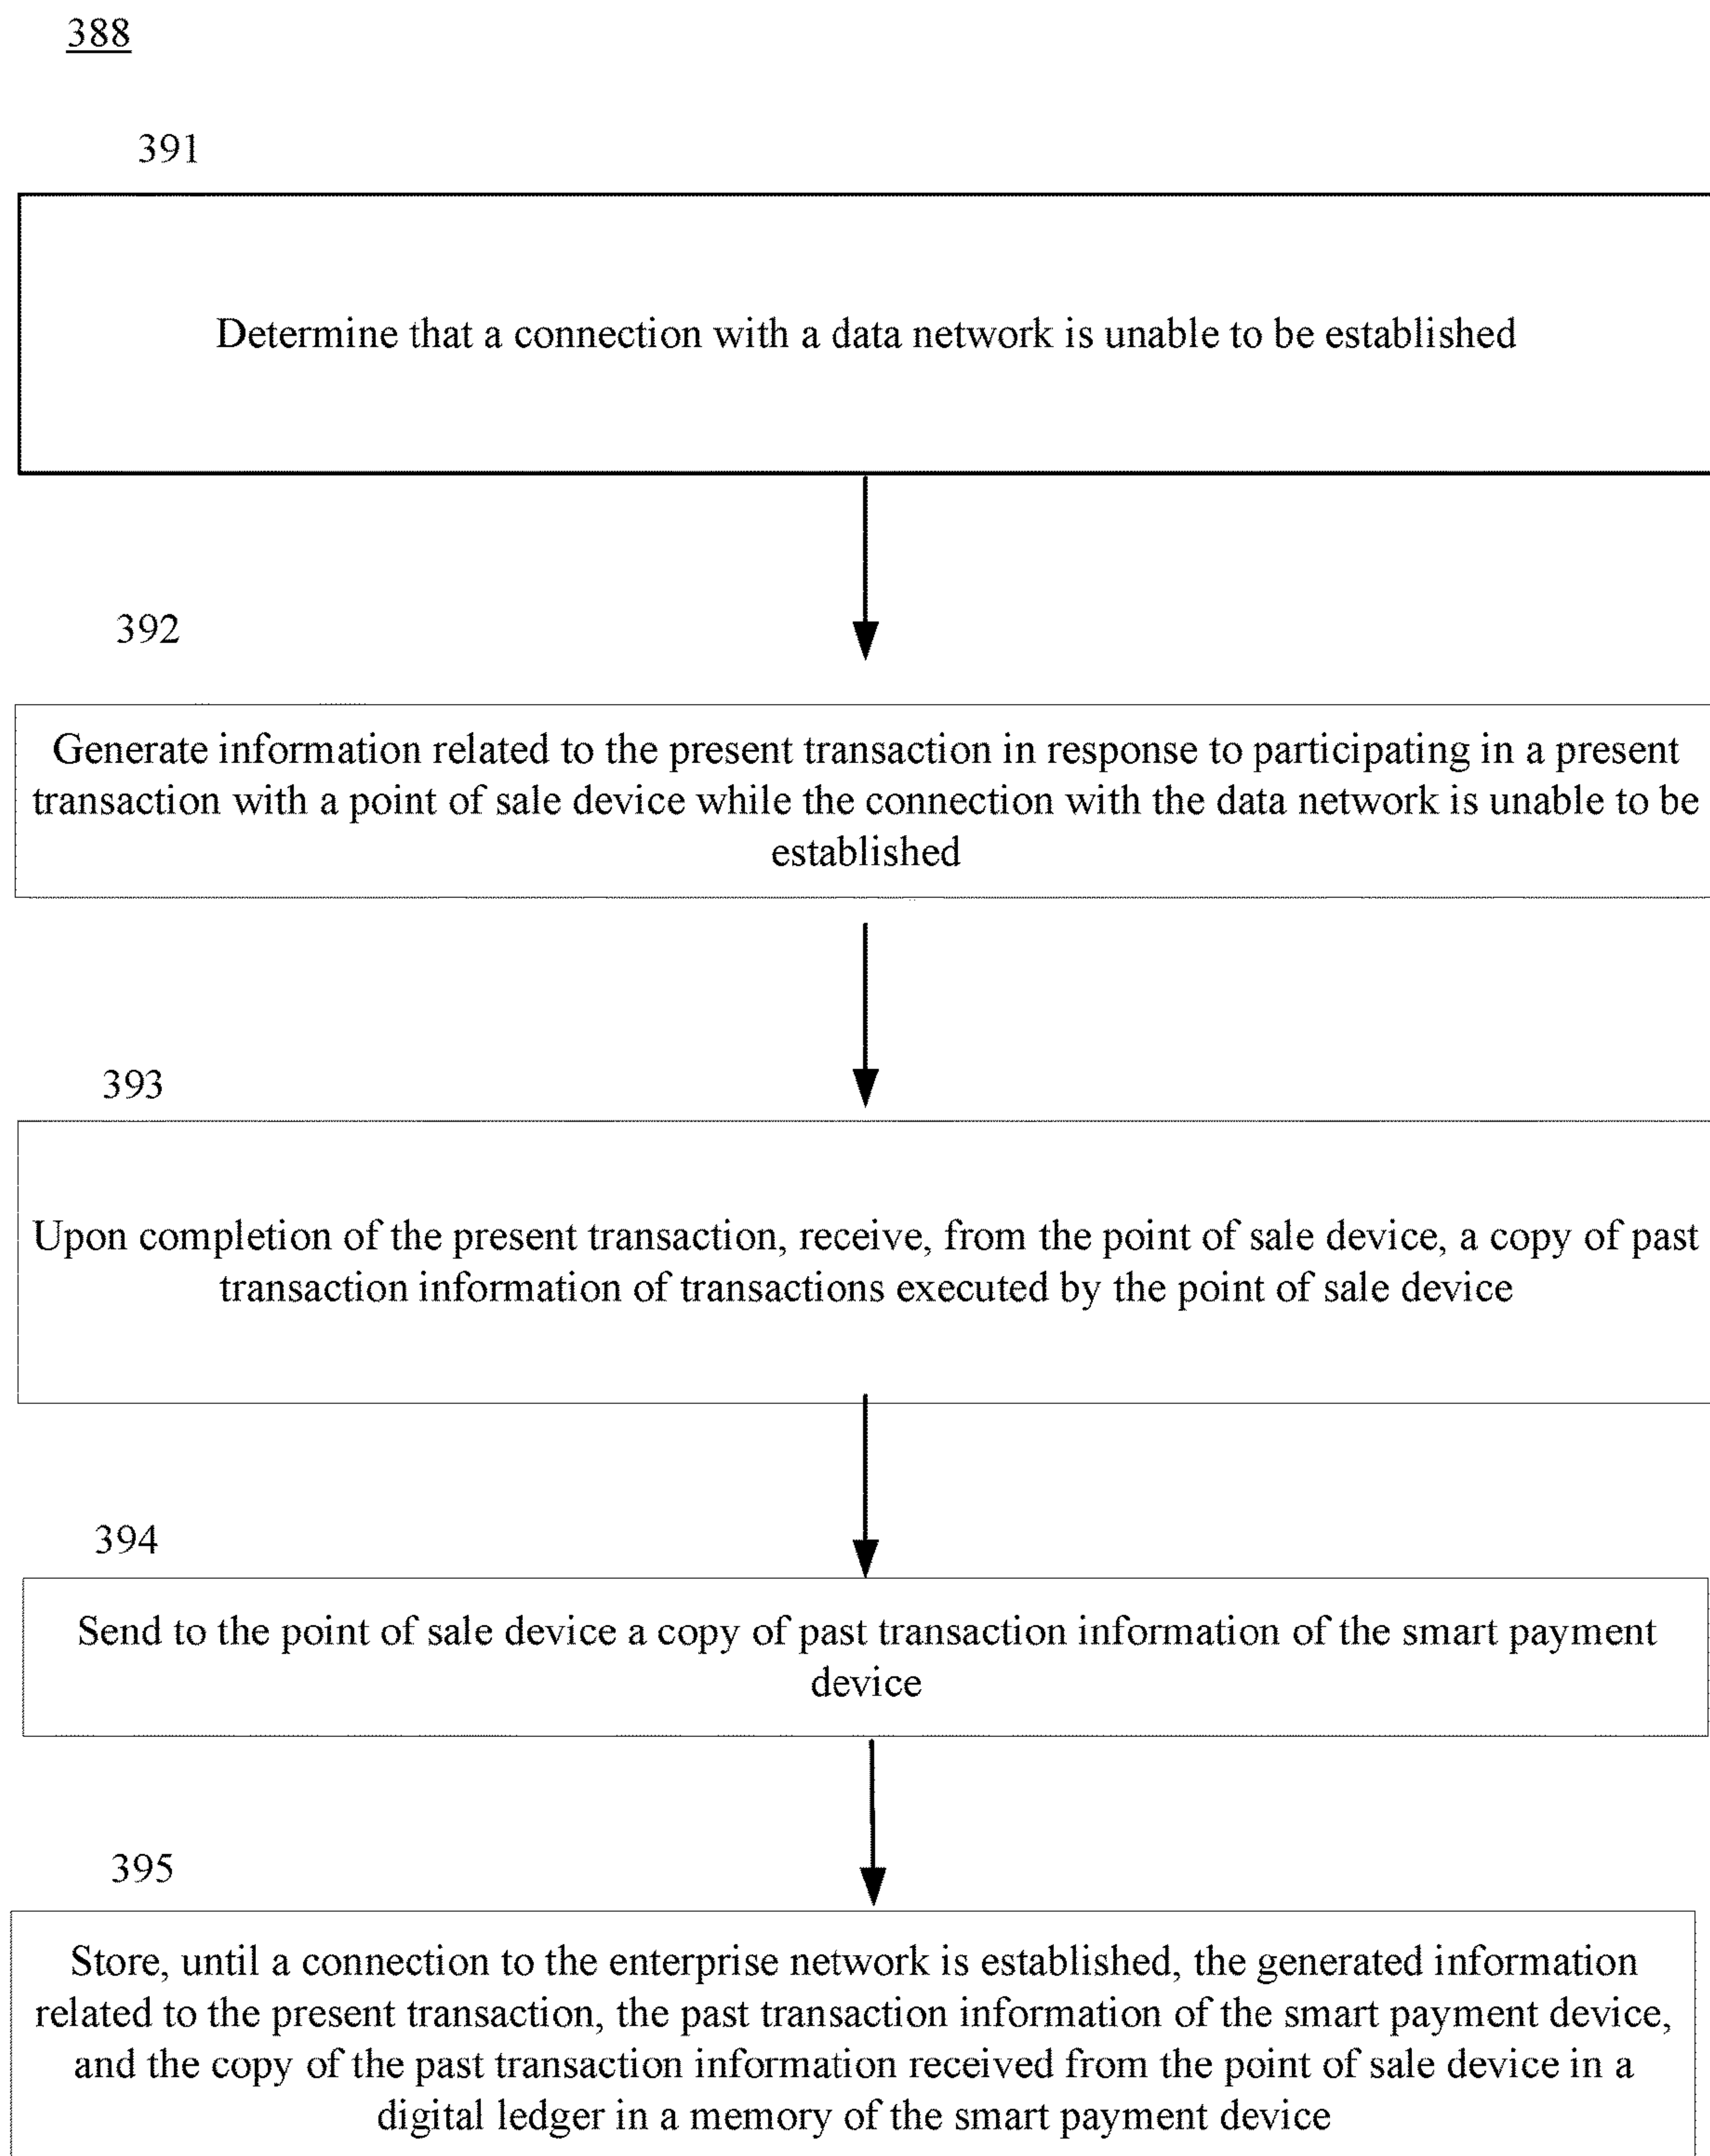 388
391
Determine that a connection with a data network is unable to be established
392
Generate information related to the present transaction in response to participating in a present
transaction with a point of sale device while the connection with the data network is unable to be
established
393
Upon completion of the present transaction, receive, from the point of sale device, a copy of past
transaction information of transactions executed by the point of sale device
394
Send to the point of sale device a copy of past transaction information of the smart payment
device
395
Store, until a connection to the enterprise network is established, the generated information
related to the present transaction, the past transaction information of the smart payment device,
and the copy of the past transaction information received from the point of sale device in a
digital ledger in a memory of the smart payment device